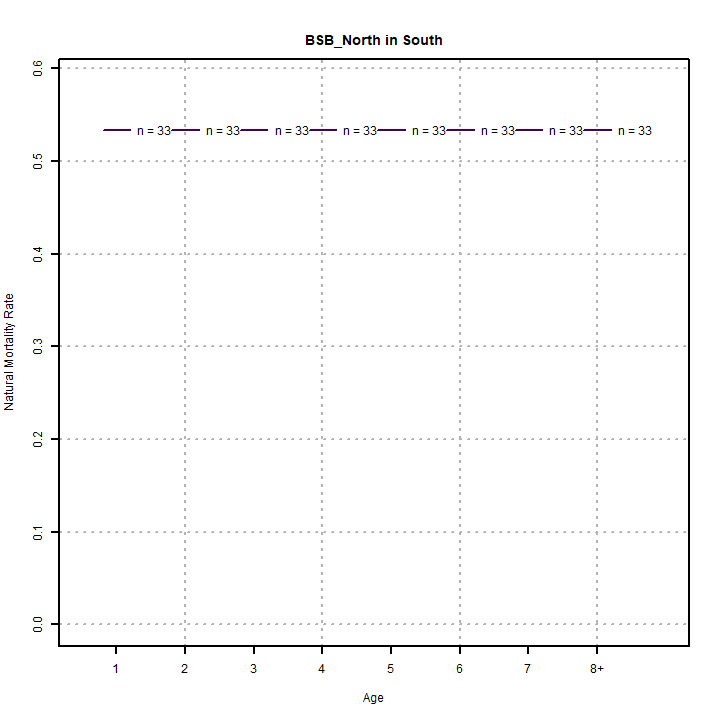 BSB_North in South
0.6
0.5
0.4
0.3
0.2
0.1
0.0
Natural Mortality Rate
n = 33 n = 33 n = 33 n = 33 n = 33 n = 33 n = 33 n = 33
1 2 3 4 5 6 7 8+
Age